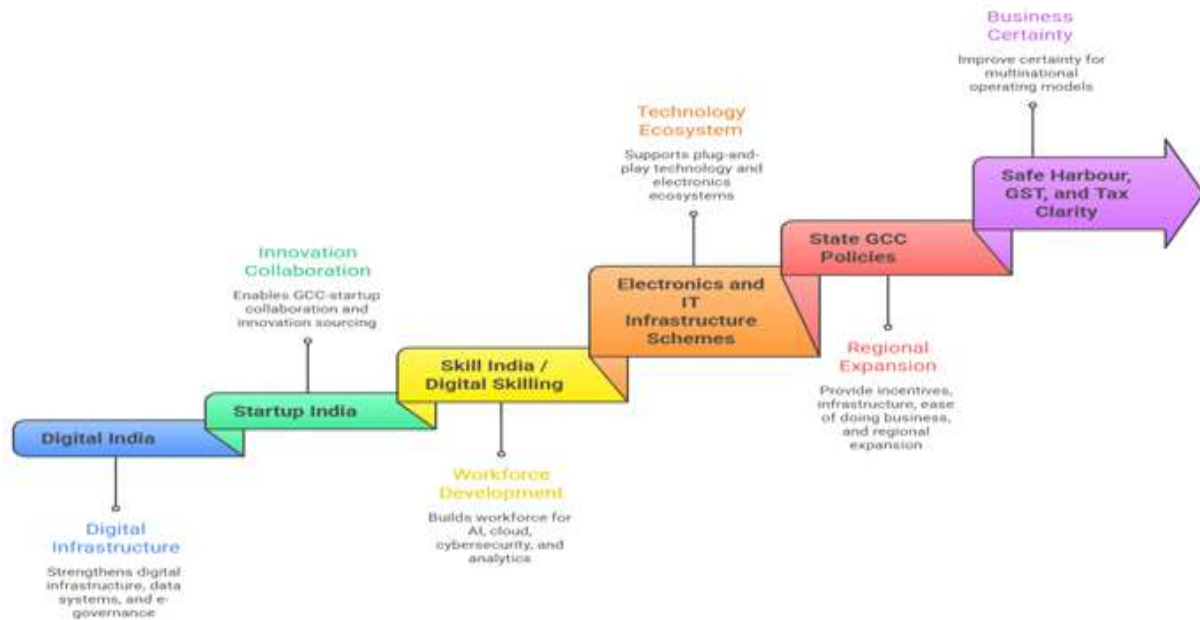 Digital India
Digital
Infrastructure
Strengthens digital
infrastructure, data
systems, and e-
governance
Startup India
Innovation
Collaboration
Enables GCC-startup
collaboration and
innovation sourcing
Skill India /
Digital Skilling
Workforce
Development
Builds workforce for
AI, cloud,
cybersecurity, and
analytics
Electronics and
IT
Infrastructure
Schemes
Technology
Ecosystem
Supports plug-and-
play technology and
electronics
ecosystems
State GCC
Policies
Regional
Expansion
Provide incentives,
infrastructure, ease
of doing business,
and regional
expansion
Safe Harbour,
GST, and Tax
Clarity
Business
Certainty
Improve certainty for
multinational
operating models